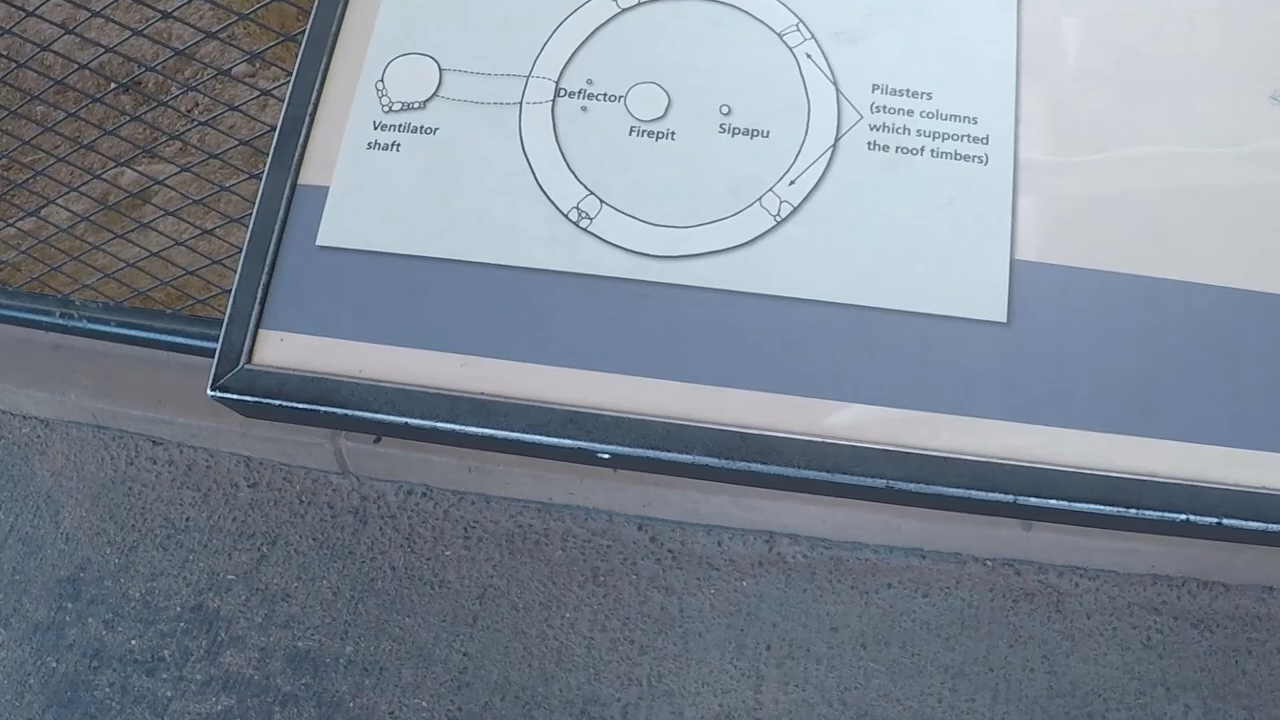 Deflector
Firepit
Sipapu
Ventilator
shaft
Pilasters
(stone columns
which supported
the roof timbers)